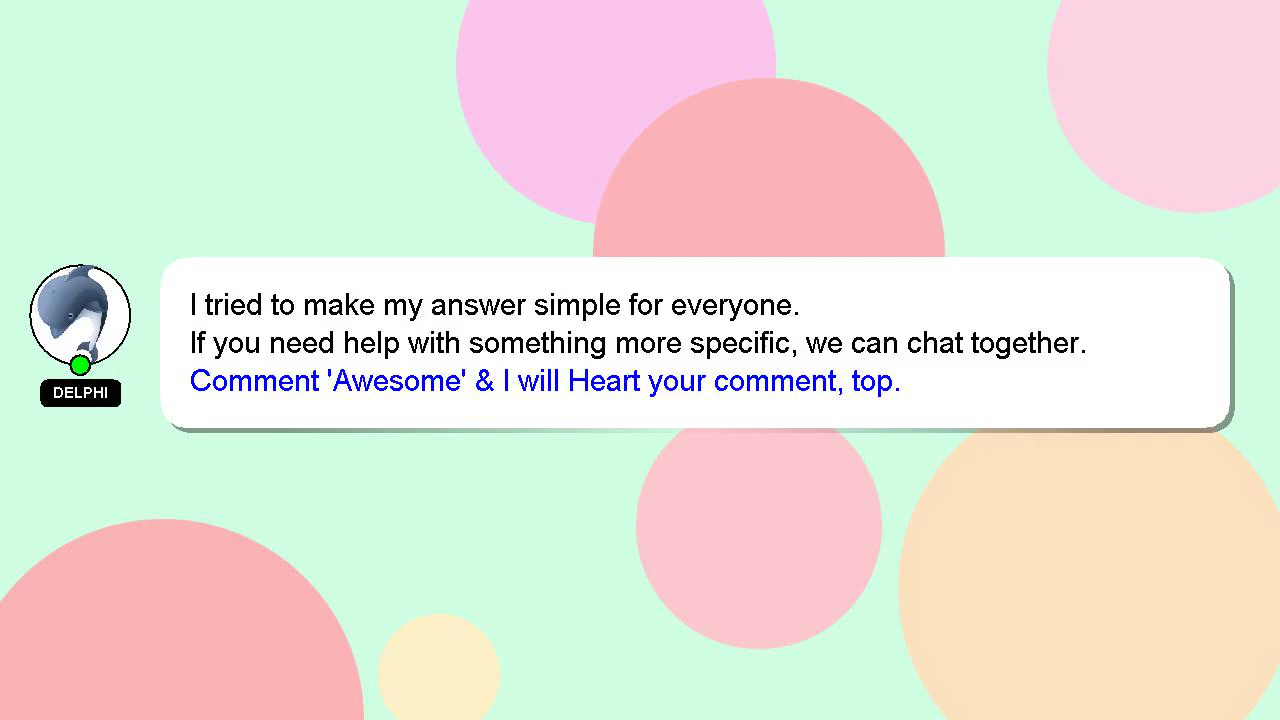 I tried to make my answer simple for everyone.
If you need help with something more specific, we can chat together.
Comment 'Awesome' & I will Heart your comment, top.
DELPHI